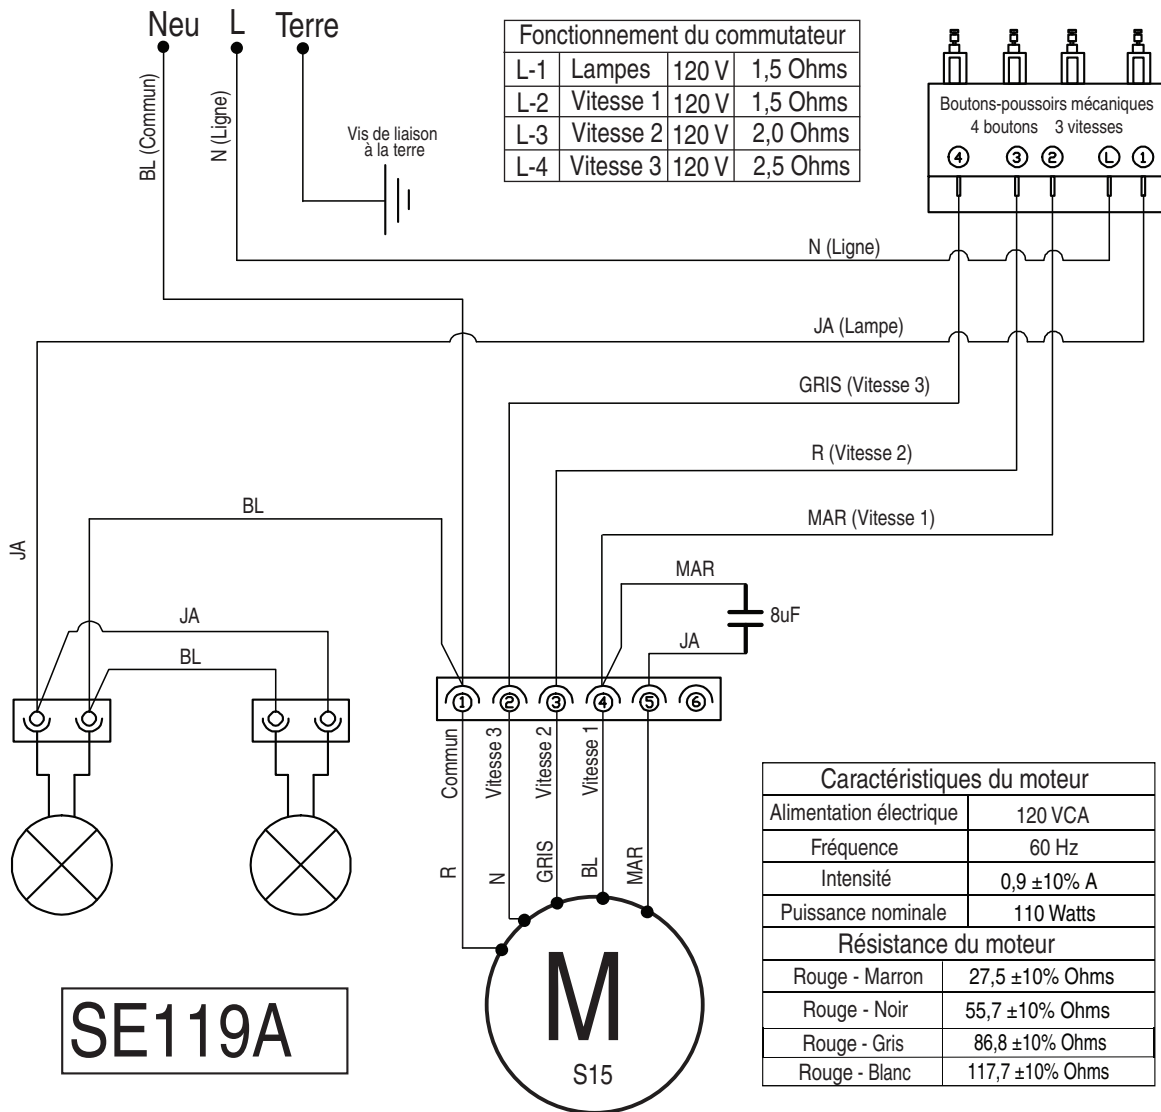 Neu L Terre
BL (Commun)
N (Ligne)
Vis de liaison
à la terre
Fonctionnement du commutateur
L-1 Lampes 120 V 1,5 Ohms
L-2 Vitesse 1 120 V 1,5 Ohms
L-3 Vitesse 2 120 V 2,0 Ohms
L-4 Vitesse 3 120 V 2,5 Ohms
Boutons-poussoirs mécaniques
4 boutons 3 vitesses
4 3 2 L 1
N (Ligne)
JA (Lampe)
GRIS (Vitesse 3)
R (Vitesse 2)
MAR (Vitesse 1)
BL
JA
MAR
8uF
JA
JA
BL
1 2 3 4 5 6
Commun
Vitesse 3
Vitesse 2
Vitesse 1
R
N
GRIS
BL
MAR
M
S15
SE119A
Caractéristiques du moteur
Alimentation électrique 120 VCA
Fréquence 60 Hz
Intensité 0,9 ±10% A
Puissance nominale 110 Watts
Résistance du moteur
Rouge - Marron 27,5 ±10% Ohms
Rouge - Noir 55,7 ±10% Ohms
Rouge - Gris 86,8 ±10% Ohms
Rouge - Blanc 117,7 ±10% Ohms